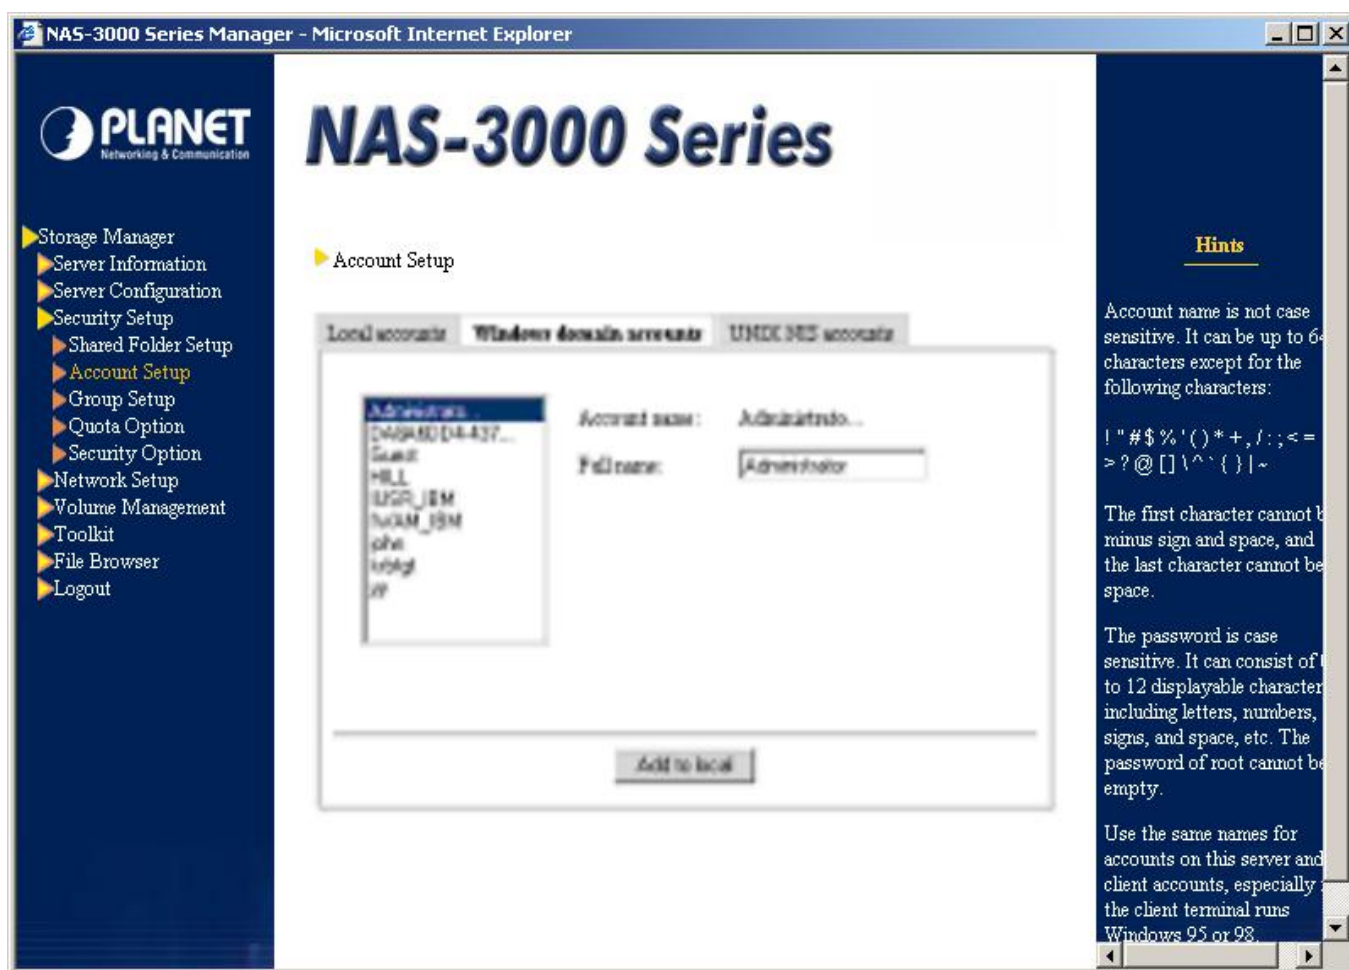 NAS-3000 Series Manager - Microsoft Internet Explorer
PLANET
Networking & Communication
NAS-3000 Series
Storage Manager
Server Information
Server Configuration
Security Setup
Shared Folder Setup
Account Setup
Group Setup
Quota Option
Security Option
Network Setup
Volume Management
Toolkit
File Browser
Logout
Account Setup
Local accounts
Windows domain accounts
UNIX NIS accounts
Administrato...
Guest
HILL
IUSR_IBM
IWAM_IBM
john
krbtgt
Account name:
Administrato...
Full name:
Administrator
Add to local
Hints
Account name is not case
sensitive. It can be up to
characters except for the
following characters:
! " # $ % ' ( ) * + , / : ; < =
> ? @ [ ] \ ^ ` { } | ~
The first character cannot
minus sign and space, and
the last character cannot be
space.
The password is case
sensitive. It can consist of
to 12 displayable character
including letters, numbers,
signs, and space, etc. The
password of root cannot be
empty.
Use the same names for
accounts on this server and
client accounts, especially
the client terminal runs
Windows 95 or 98.